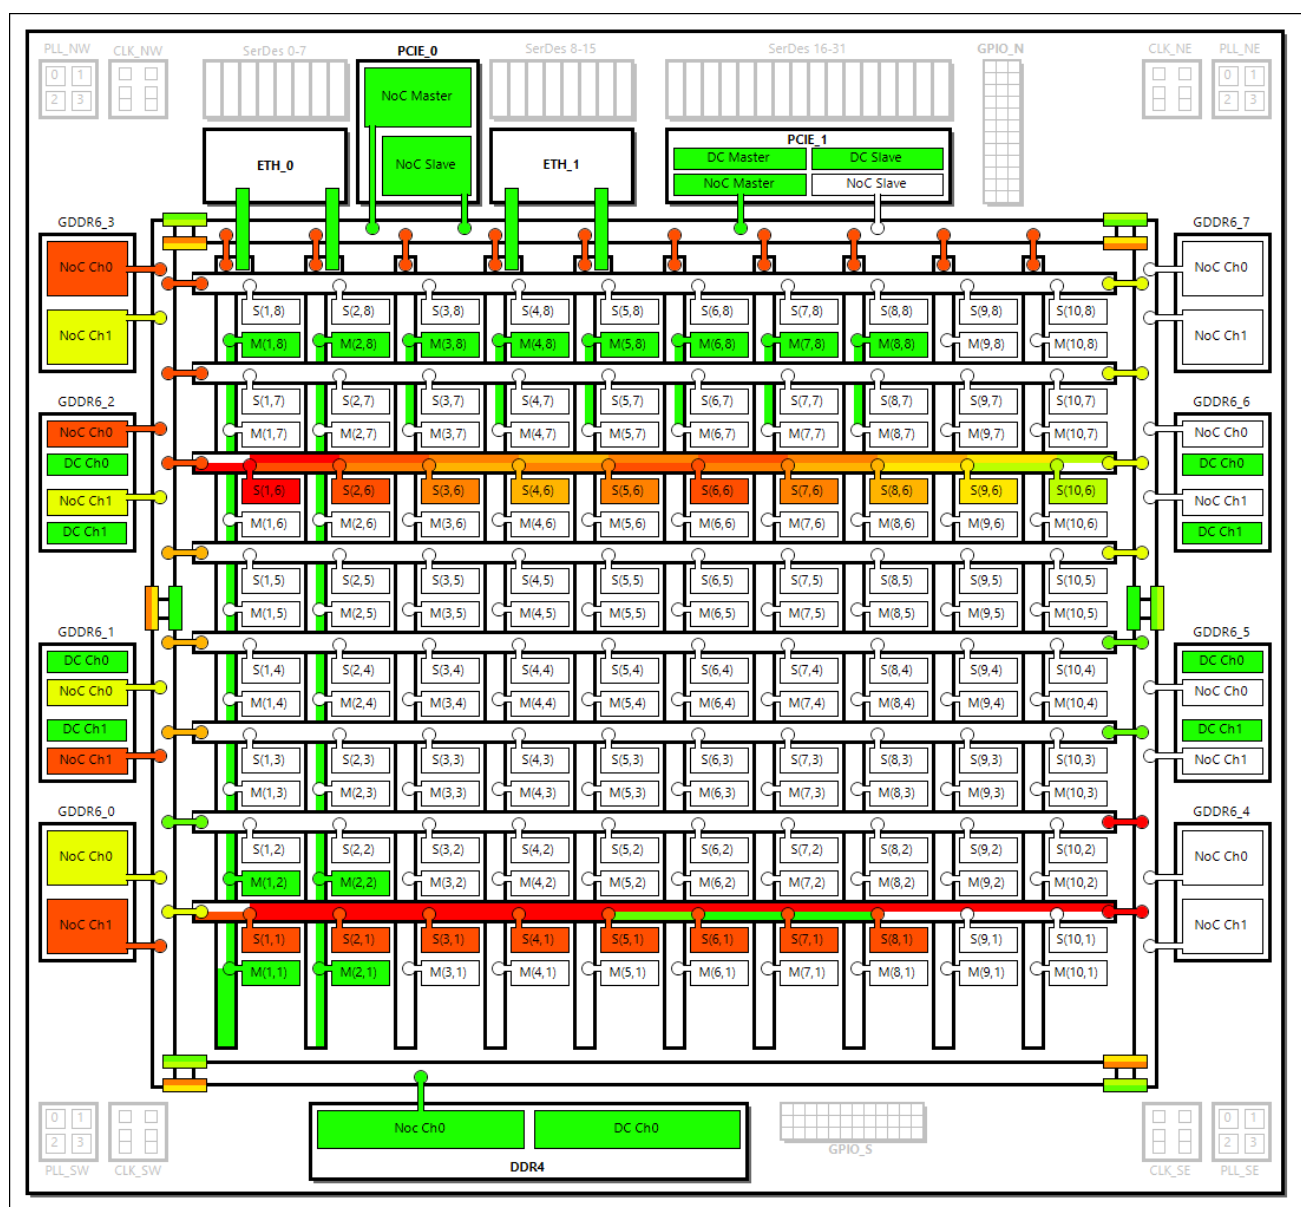 PLL_NW CLK_NW SerDes 0-7 PCIE_0 SerDes 8-15 SerDes 16-31 GPIO_N CLK_NE PLL_NE
0 1
2 3
0 1
2 3
NoC Master
NoC Slave
ETH_0
ETH_1
PCIE_1
DC Master DC Slave
NoC Master NoC Slave
GDDR6_3
NoC Ch0
NoC Ch1
GDDR6_2
NoC Ch0
DC Ch0
NoC Ch1
DC Ch1
GDDR6_1
DC Ch0
NoC Ch0
DC Ch1
NoC Ch1
GDDR6_0
NoC Ch0
NoC Ch1
S(1,8) S(2,8) S(3,8) S(4,8) S(5,8) S(6,8) S(7,8) S(8,8) S(9,8) S(10,8)
M(1,8) M(2,8) M(3,8) M(4,8) M(5,8) M(6,8) M(7,8) M(8,8) M(9,8) M(10,8)
S(1,7) S(2,7) S(3,7) S(4,7) S(5,7) S(6,7) S(7,7) S(8,7) S(9,7) S(10,7)
M(1,7) M(2,7) M(3,7) M(4,7) M(5,7) M(6,7) M(7,7) M(8,7) M(9,7) M(10,7)
S(1,6) S(2,6) S(3,6) S(4,6) S(5,6) S(6,6) S(7,6) S(8,6) S(9,6) S(10,6)
M(1,6) M(2,6) M(3,6) M(4,6) M(5,6) M(6,6) M(7,6) M(8,6) M(9,6) M(10,6)
S(1,5) S(2,5) S(3,5) S(4,5) S(5,5) S(6,5) S(7,5) S(8,5) S(9,5) S(10,5)
M(1,5) M(2,5) M(3,5) M(4,5) M(5,5) M(6,5) M(7,5) M(8,5) M(9,5) M(10,5)
S(1,4) S(2,4) S(3,4) S(4,4) S(5,4) S(6,4) S(7,4) S(8,4) S(9,4) S(10,4)
M(1,4) M(2,4) M(3,4) M(4,4) M(5,4) M(6,4) M(7,4) M(8,4) M(9,4) M(10,4)
S(1,3) S(2,3) S(3,3) S(4,3) S(5,3) S(6,3) S(7,3) S(8,3) S(9,3) S(10,3)
M(1,3) M(2,3) M(3,3) M(4,3) M(5,3) M(6,3) M(7,3) M(8,3) M(9,3) M(10,3)
S(1,2) S(2,2) S(3,2) S(4,2) S(5,2) S(6,2) S(7,2) S(8,2) S(9,2) S(10,2)
M(1,2) M(2,2) M(3,2) M(4,2) M(5,2) M(6,2) M(7,2) M(8,2) M(9,2) M(10,2)
S(1,1) S(2,1) S(3,1) S(4,1) S(5,1) S(6,1) S(7,1) S(8,1) S(9,1) S(10,1)
M(1,1) M(2,1) M(3,1) M(4,1) M(5,1) M(6,1) M(7,1) M(8,1) M(9,1) M(10,1)
GDDR6_7
NoC Ch0
NoC Ch1
GDDR6_6
NoC Ch0
DC Ch0
NoC Ch1
DC Ch1
GDDR6_5
DC Ch0
NoC Ch0
DC Ch1
NoC Ch1
GDDR6_4
NoC Ch0
NoC Ch1
0 1
2 3
PLL_SW CLK_SW
Noc Ch0 DC Ch0
DDR4
GPIO_S
0 1
2 3
CLK_SE PLL_SE